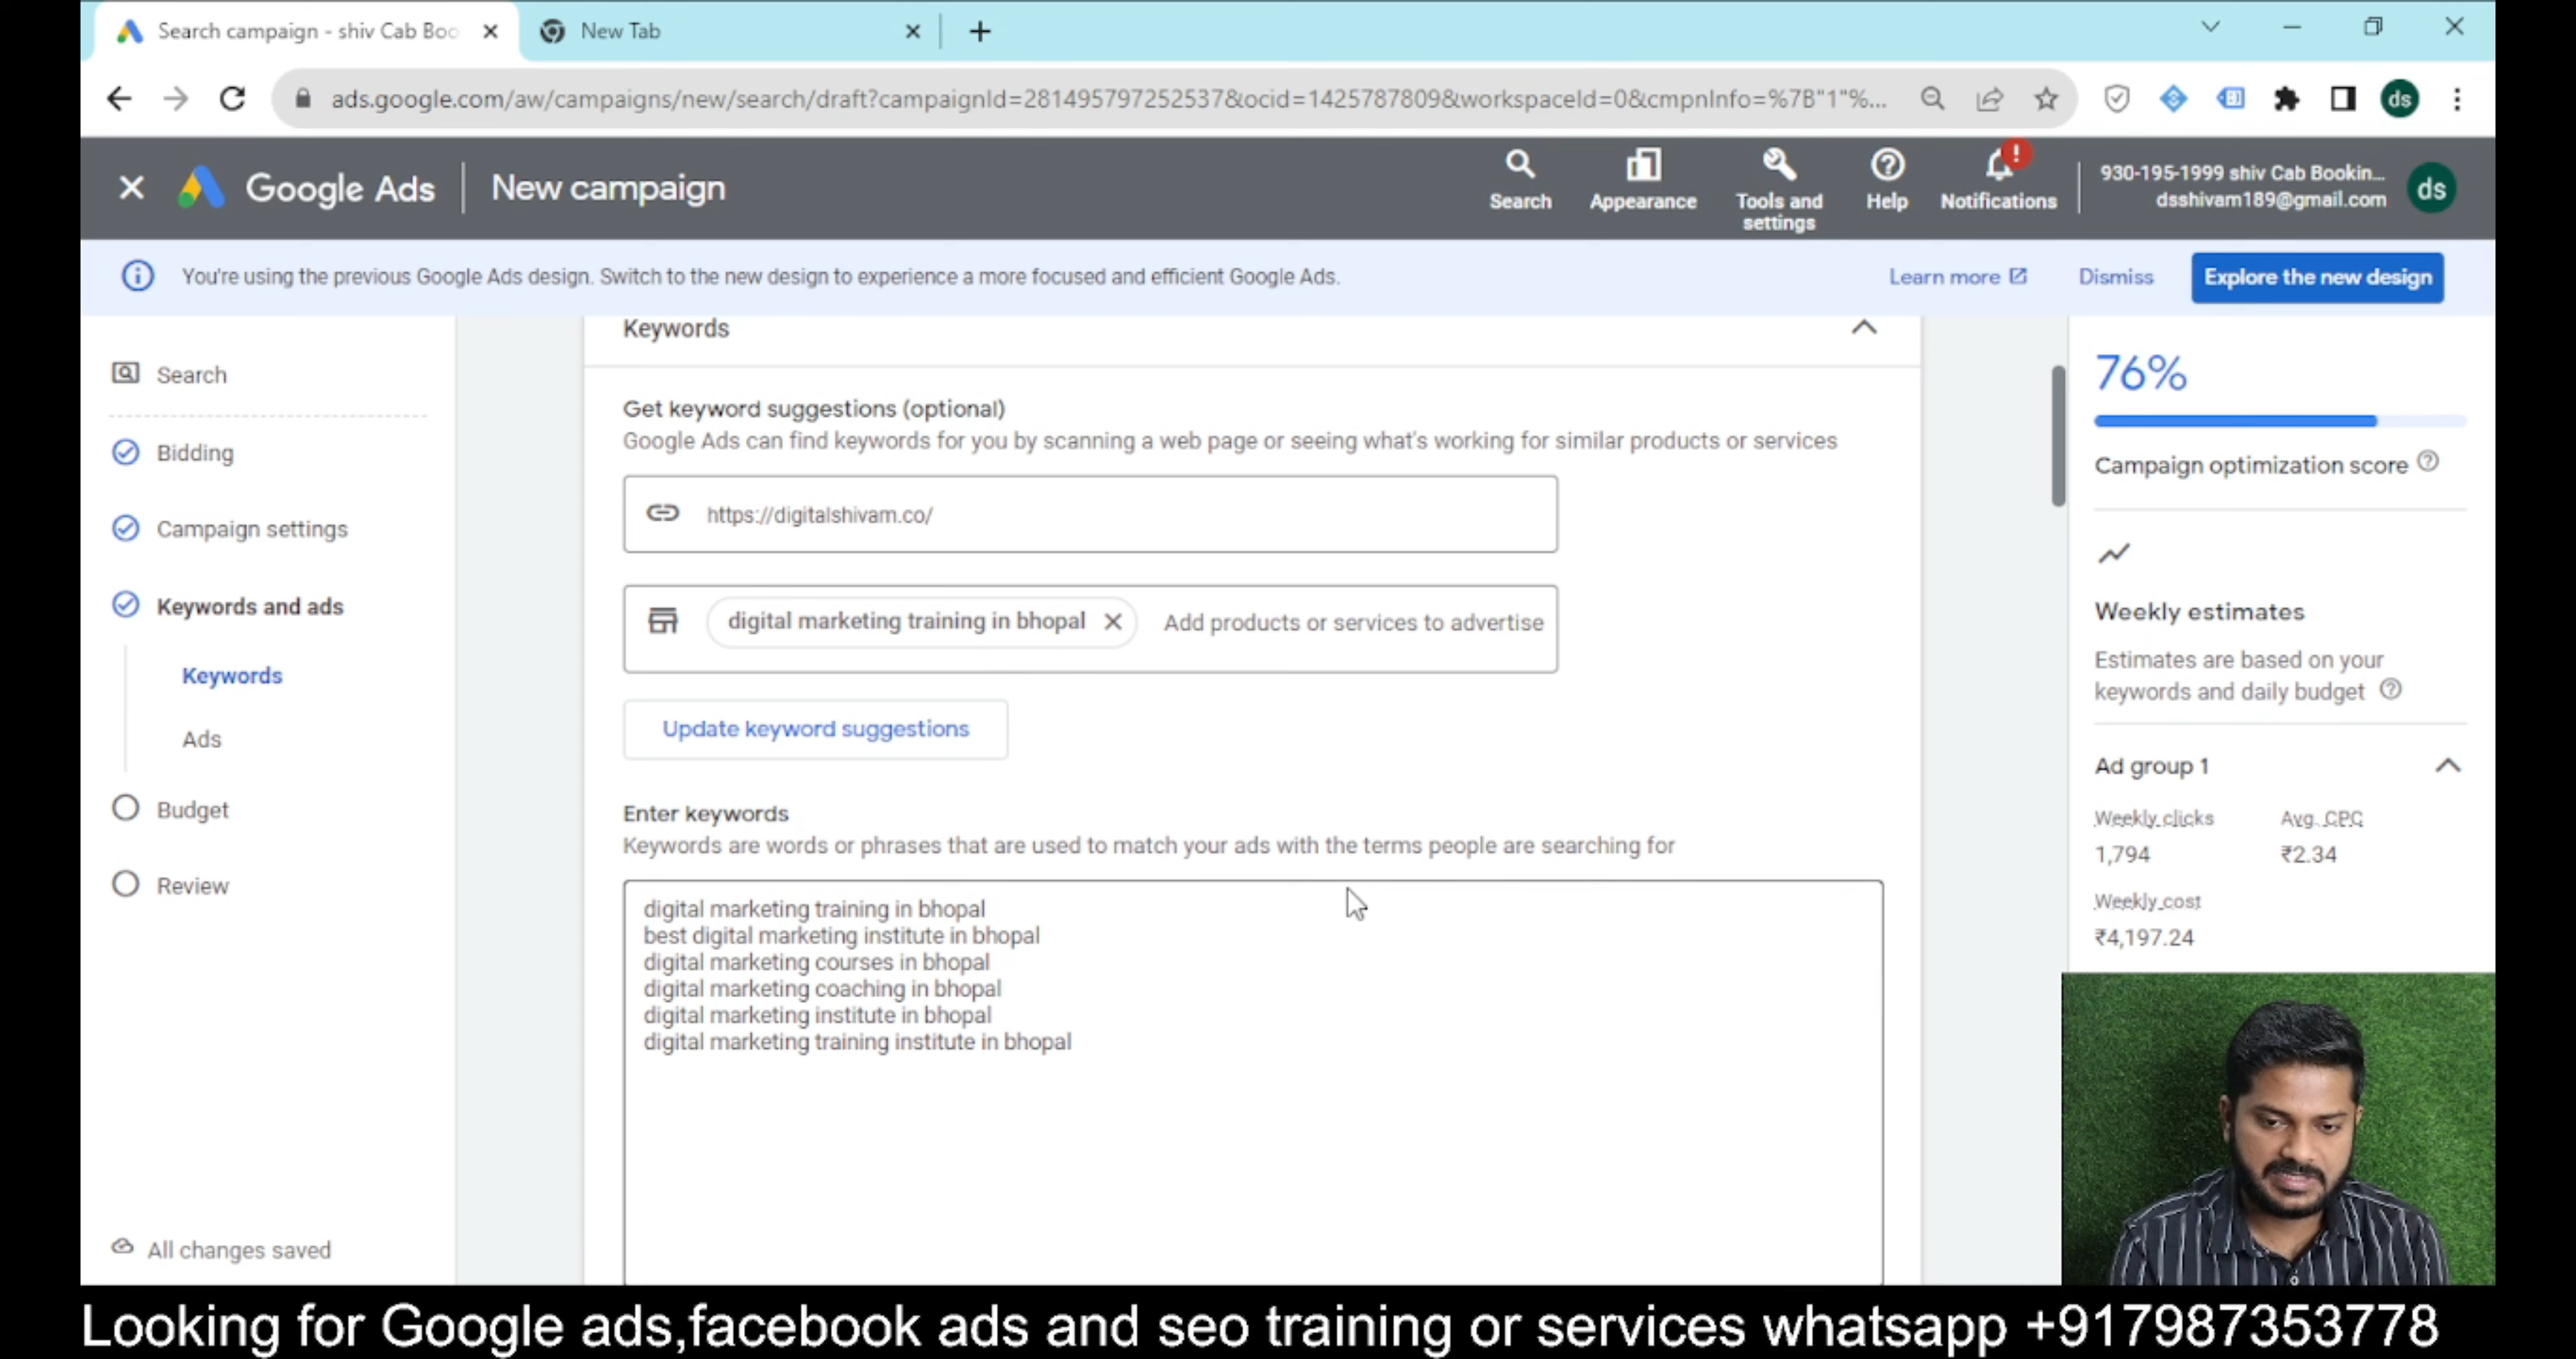 Search campaign - shiv Cab Boo
New Tab
ads.google.com/aw/campaigns/new/search/draft?campaignId=281495797252537&ocid=1425787809&workspaceId=0&cmpnInfo=%7B"1"%...
ds
Google Ads
New campaign
Search
Appearance
Tools and settings
Help
Notifications
930-195-1999 shiv Cab Bookin...
dsshivam189@gmail.com
ds
You're using the previous Google Ads design. Switch to the new design to experience a more focused and efficient Google Ads.
Learn more
Dismiss
Explore the new design
Search
Bidding
Campaign settings
Keywords and ads
Keywords
Ads
Budget
Review
All changes saved
Keywords
Get keyword suggestions (optional)
Google Ads can find keywords for you by scanning a web page or seeing what's working for similar products or services
https://digitalshivam.co/
digital marketing training in bhopal
Add products or services to advertise
Update keyword suggestions
Enter keywords
Keywords are words or phrases that are used to match your ads with the terms people are searching for
digital marketing training in bhopal
best digital marketing institute in bhopal
digital marketing courses in bhopal
digital marketing coaching in bhopal
digital marketing institute in bhopal
digital marketing training institute in bhopal
76%
Campaign optimization score
Weekly estimates
Estimates are based on your
keywords and daily budget
Ad group 1
Weekly clicks
Avg. CPC
1,794
₹2.34
Weekly cost
₹4,197.24
Looking for Google ads,facebook ads and seo training or services whatsapp +917987353778